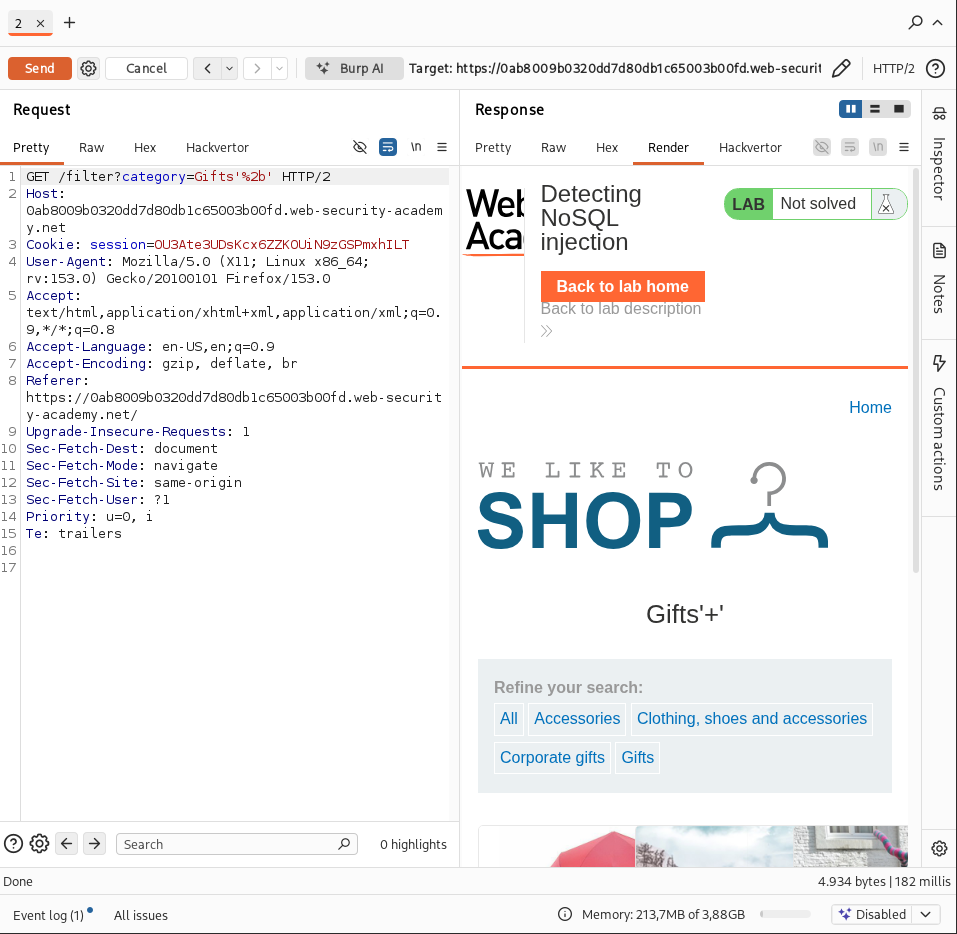 2
Send
Cancel
Burp AI
Target: https://0ab8009b0320dd7d80db1c65003b00fd.web-securit
HTTP/2
Request
Pretty
Raw
Hex
Hackvertor
\n
1 GET /filter?category=Gifts'%2b' HTTP/2
2 Host:
0ab8009b0320dd7d80db1c65003b00fd.web-security-academ
y.net
3 Cookie: session=OU3Ate3UDsKcx6ZZKOUiN9zGSPmxhILT
4 User-Agent: Mozilla/5.0 (X11; Linux x86_64;
rv:153.0) Gecko/20100101 Firefox/153.0
5 Accept:
text/html,application/xhtml+xml,application/xml;q=0.
9,*/*;q=0.8
6 Accept-Language: en-US,en;q=0.9
7 Accept-Encoding: gzip, deflate, br
8 Referer:
https://0ab8009b0320dd7d80db1c65003b00fd.web-securit
y-academy.net/
9 Upgrade-Insecure-Requests: 1
10 Sec-Fetch-Dest: document
11 Sec-Fetch-Mode: navigate
12 Sec-Fetch-Site: same-origin
13 Sec-Fetch-User: ?1
14 Priority: u=0, i
15 Te: trailers
16
17
Search
0 highlights
Response
Pretty
Raw
Hex
Render
Hackvertor
\n
Web
Aca
Detecting
NoSQL
injection
LAB
Not solved
Back to lab home
Back to lab description
Home
WE LIKE TO
SHOP
Gifts'+'
Refine your search:
All
Accessories
Clothing, shoes and accessories
Corporate gifts
Gifts
Inspector
Notes
Custom actions
Done
4.934 bytes | 182 millis
Event log (1)
All issues
Memory: 213,7MB of 3,88GB
Disabled